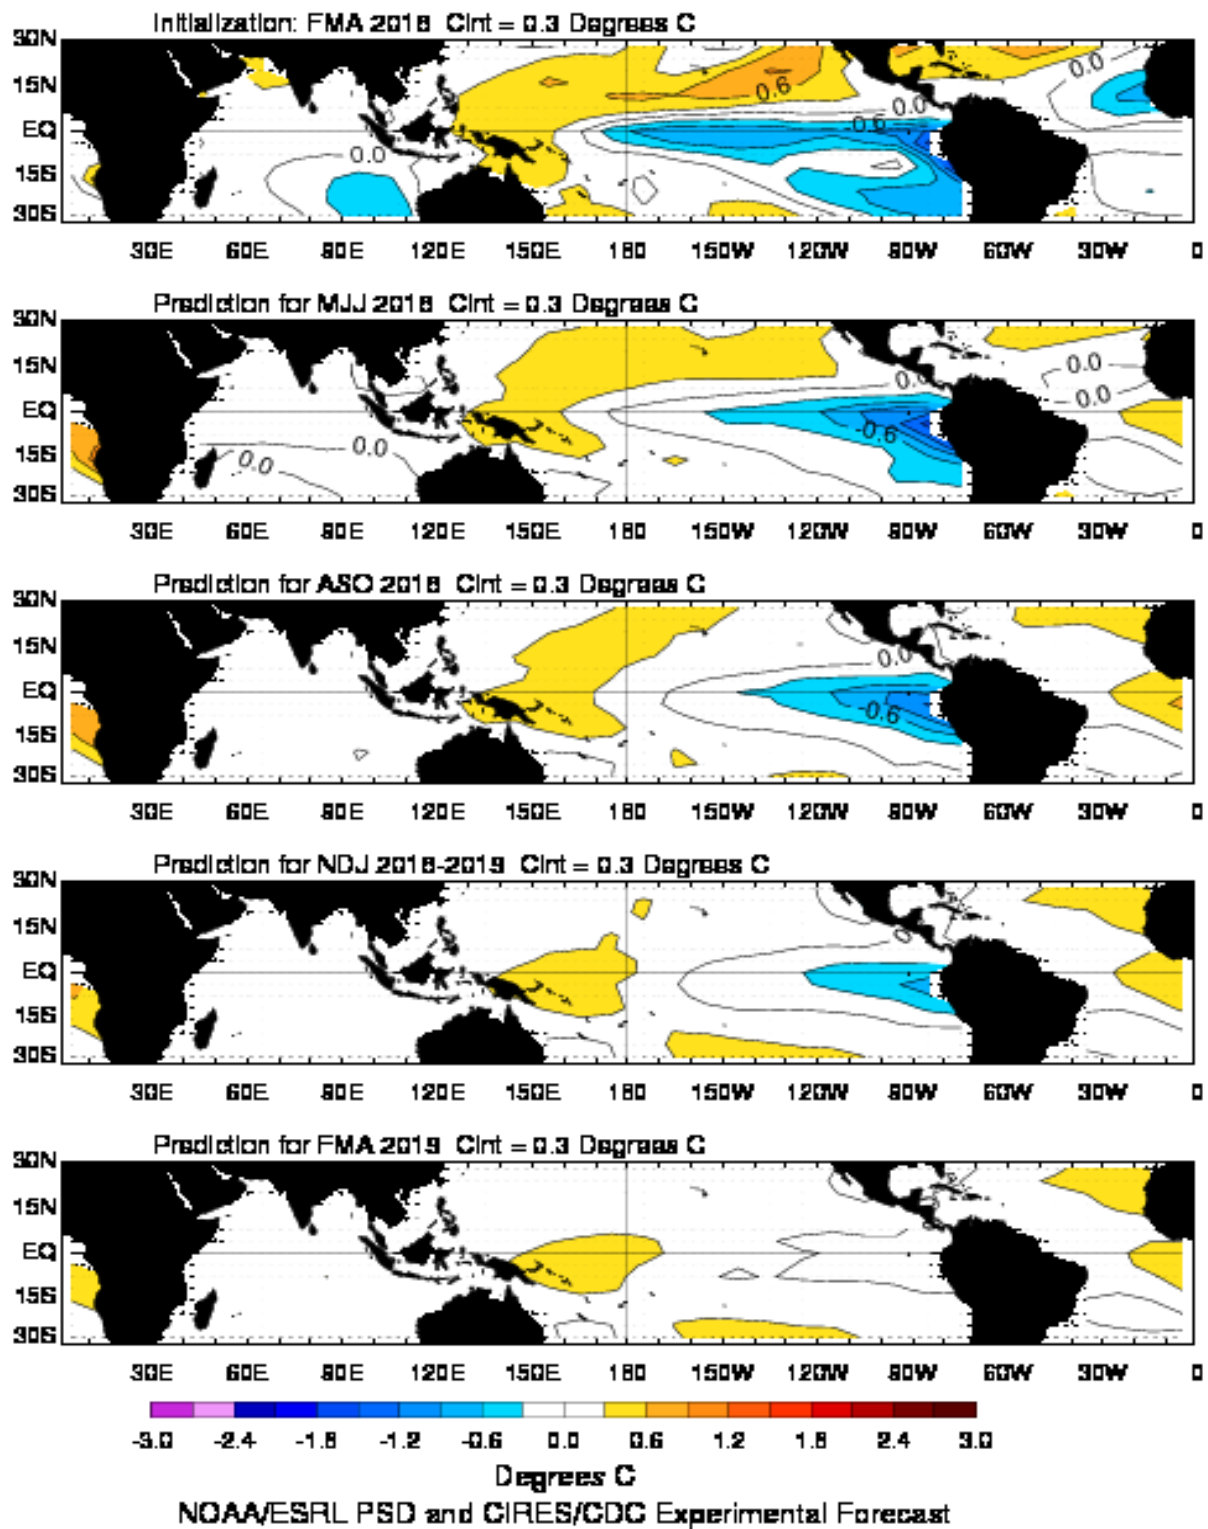 Initialization: FMA 2018 Cint = 0.3 Degrees C
30N
15N
EQ
15S
30S
0.0
0.6
0.0
-0.6
0.0
30E 60E 90E 120E 150E 180 150W 120W 90W 60W 30W 0
Prediction for MJJ 2018 Cint = 0.3 Degrees C
30N
15N
EQ
15S
30S
0.0
0.0
0.0
-0.6
0.0
0.0
30E 60E 90E 120E 150E 180 150W 120W 90W 60W 30W 0
Prediction for ASO 2018 Cint = 0.3 Degrees C
30N
15N
EQ
15S
30S
0.0
-0.6
30E 60E 90E 120E 150E 180 150W 120W 90W 60W 30W 0
Prediction for NDJ 2018-2019 Cint = 0.3 Degrees C
30N
15N
EQ
15S
30S
30E 60E 90E 120E 150E 180 150W 120W 90W 60W 30W 0
Prediction for FMA 2019 Cint = 0.3 Degrees C
30N
15N
EQ
15S
30S
30E 60E 90E 120E 150E 180 150W 120W 90W 60W 30W 0
-3.0 -2.4 -1.8 -1.2 -0.6 0.0 0.6 1.2 1.8 2.4 3.0
Degrees C
NOAA/ESRL PSD and CIRES/CDC Experimental Forecast